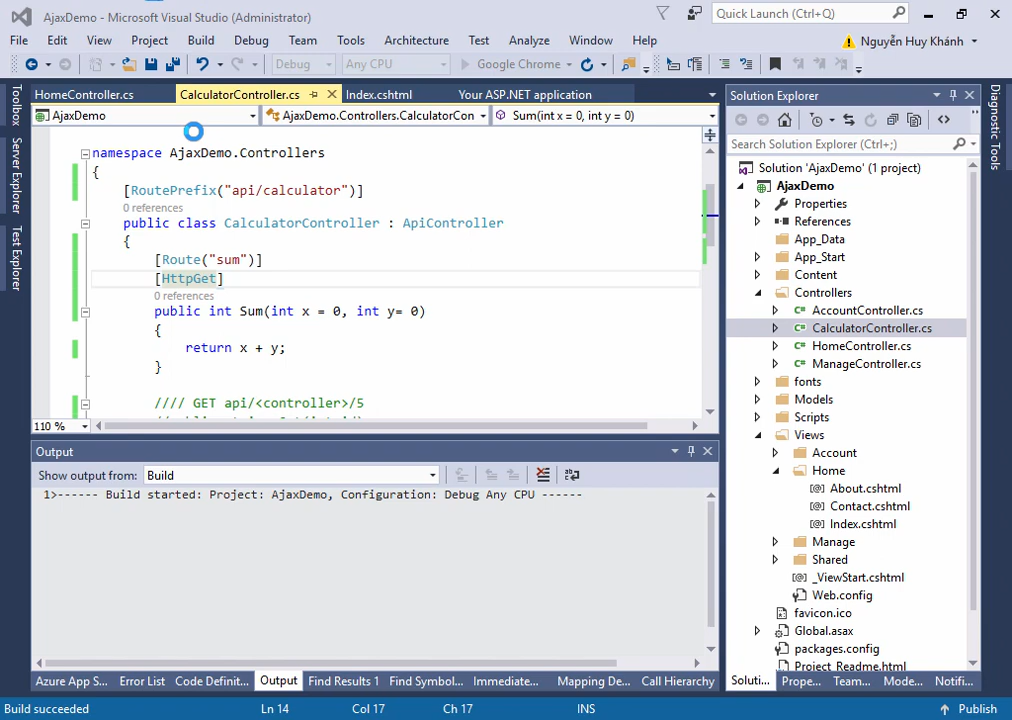 AjaxDemo - Microsoft Visual Studio (Administrator)
Quick Launch (Ctrl+Q)
File Edit View Project Build Debug Team Tools Architecture Test Analyze Window Help
Nguyễn Huy Khánh
Debug Any CPU Google Chrome
HomeController.cs CalculatorController.cs Index.cshtml Your ASP.NET application
AjaxDemo AjaxDemo.Controllers.CalculatorCon Sum(int x = 0, int y = 0)
Toolbox
Server Explorer
Test Explorer
namespace AjaxDemo.Controllers
{
[RoutePrefix("api/calculator")]
0 references
public class CalculatorController : ApiController
{
[Route("sum")]
[HttpGet]
0 references
public int Sum(int x = 0, int y= 0)
{
return x + y;
}
//// GET api/<controller>/5
110 %
Output
Show output from: Build
1>------ Build started: Project: AjaxDemo, Configuration: Debug Any CPU ------
Azure App S... Error List Code Definit... Output Find Results 1 Find Symbol... Immediate... Mapping De... Call Hierarchy
Solution Explorer
Search Solution Explorer (Ctrl+;)
Solution 'AjaxDemo' (1 project)
AjaxDemo
Properties
References
App_Data
App_Start
Content
Controllers
AccountController.cs
CalculatorController.cs
HomeController.cs
ManageController.cs
fonts
Models
Scripts
Views
Account
Home
About.cshtml
Contact.cshtml
Index.cshtml
Manage
Shared
_ViewStart.cshtml
Web.config
favicon.ico
Global.asax
packages.config
Project_Readme.html
Soluti... Prope... Team... Mode... Notifi...
Diagnostic Tools
Build succeeded Ln 14 Col 17 Ch 17 INS Publish